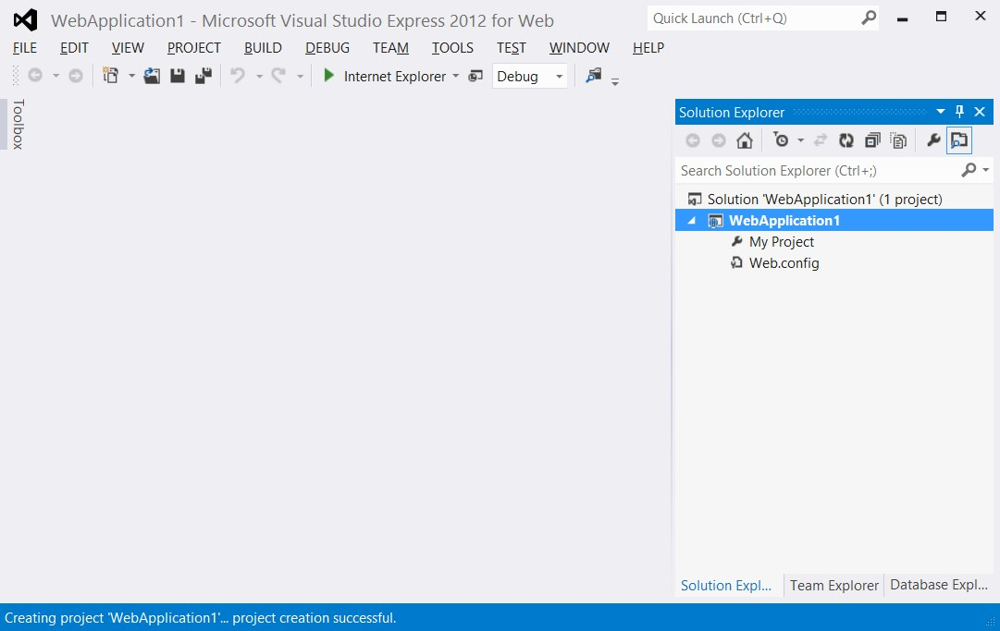 WebApplication1 - Microsoft Visual Studio Express 2012 for Web
Quick Launch (Ctrl+Q)
FILE EDIT VIEW PROJECT BUILD DEBUG TEAM TOOLS TEST WINDOW HELP
Internet Explorer Debug
Toolbox
Solution Explorer
Search Solution Explorer (Ctrl+;)
Solution 'WebApplication1' (1 project)
WebApplication1
My Project
Web.config
Solution Expl... Team Explorer Database Expl...
Creating project 'WebApplication1'... project creation successful.